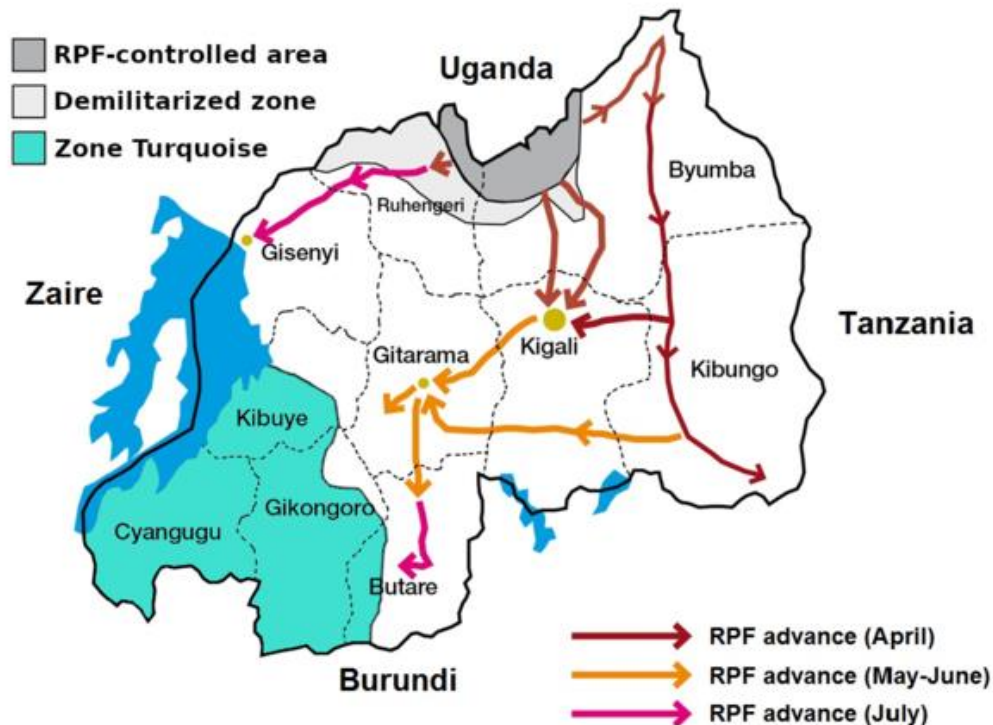 RPF-controlled area
Demilitarized zone
Zone Turquoise
Uganda
Byumba
Ruhengeri
Gisenyi
Zaire
Tanzania
Kigali
Gitarama
Kibungo
Kibuye
Gikongoro
Cyangugu
Butare
Burundi
RPF advance (April)
RPF advance (May-June)
RPF advance (July)